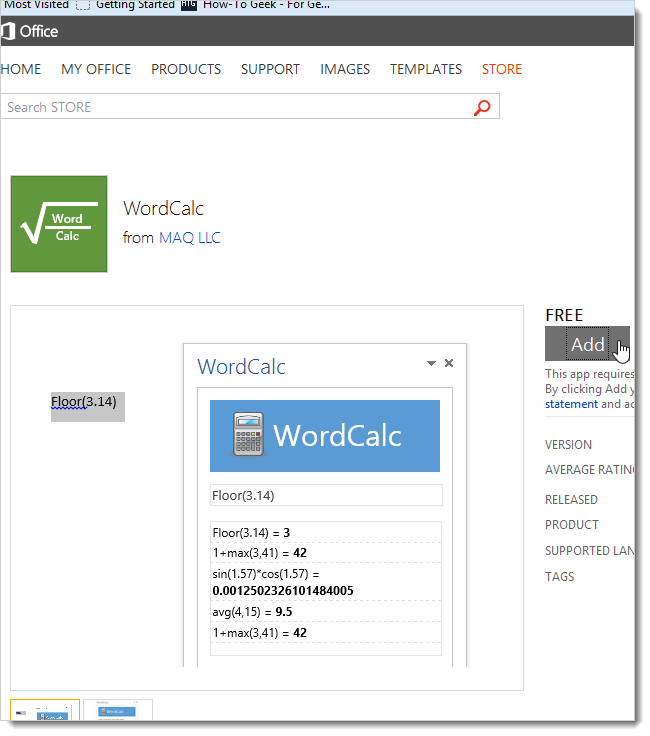 Most Visited Getting Started HTG How-To Geek - For Ge...
Office
HOME MY OFFICE PRODUCTS SUPPORT IMAGES TEMPLATES STORE
Search STORE
Word
Calc
WordCalc
from MAQ LLC
Floor(3.14)
WordCalc
WordCalc
Floor(3.14)
Floor(3.14) = 3
1+max(3,41) = 42
sin(1.57)*cos(1.57) =
0.0012502326101484005
avg(4,15) = 9.5
1+max(3,41) = 42
FREE
Add
This app requires
By clicking Add y
statement and ac
VERSION
AVERAGE RATING
RELEASED
PRODUCT
SUPPORTED LAN
TAGS